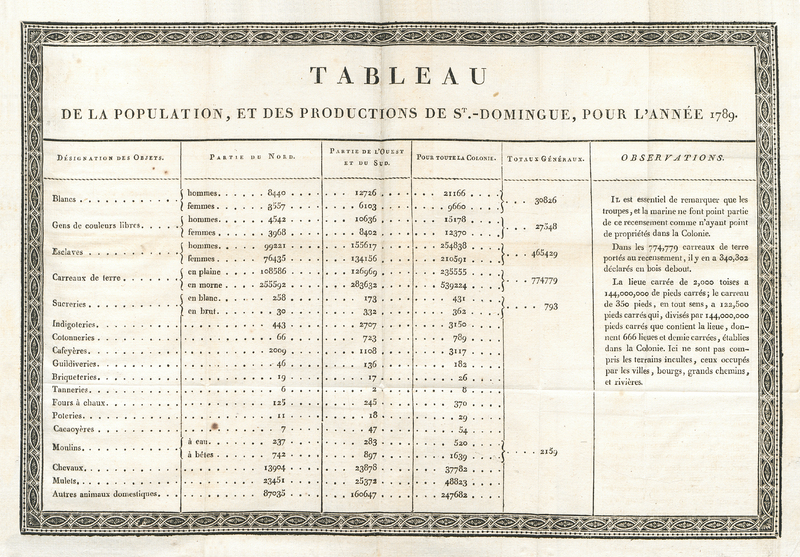 TABLEAU
DE LA POPULATION, ET DES PRODUCTIONS DE ST.-DOMINGUE, POUR L'ANNÉE 1789.
DÉSIGNATION DES OBJETS. PARTIE DU NORD. PARTIE DE L'OUEST ET DU SUD. POUR TOUTE LA COLONIE. TOTAUX GÉNÉRAUX. OBSERVATIONS.
Blancs { hommes. 8440 12726 21166 } 30826
femmes. 3557 6103 9660
Gens de couleurs libres. { hommes. 4542 10636 15178 } 27548
femmes. 3968 8402 12370
Esclaves { hommes. 99221 155617 254838 } 465429
femmes. 76435 134156 210591
Carreaux de terre. { en plaine 108586 126969 235555 } 774779
en morne 255592 283632 539224
Sucreries { en blanc. 258 173 431 } 793
en brut. 30 332 362
Indigoteries. 443 2707 3150
Cotonneries. 66 723 789
Cafeyères. 2009 1108 3117
Guildiveries. 46 136 182
Briqueteries. 19 17 26
Tanneries. 6 2 8
Fours à chaux. 125 245 370
Poteries. 11 18 29
Cacaoyères 7 47 54
Moulins. { à eau. 237 283 520 } 2159
à bêtes. 742 897 1639
Chevaux. 13904 23878 37782
Mulets. 23451 25372 48823
Autres animaux domestiques. 87035 160647 247682
IL est essentiel de remarquer que les
troupes, et la marine ne font point partie
de ce recensement comme n'ayant point
de propriétés dans la Colonie.
Dans les 774,779 carreaux de terre
portés au recensement, il y en a 340,802
déclarés en bois debout.
La lieue carrée de 2,000 toises a
144,000,000 de pieds carrés; le carreau
de 350 pieds, en tout sens, a 122,500
pieds carrés qui, divisés par 144,000,000
pieds carrés que contient la lieue, don-
nent 666 lieues et demie carrées, établies
dans la Colonie. Ici ne sont pas com-
pris les terrains incultes, ceux occupés
par les villes, bourgs, grands chemins,
et rivières.